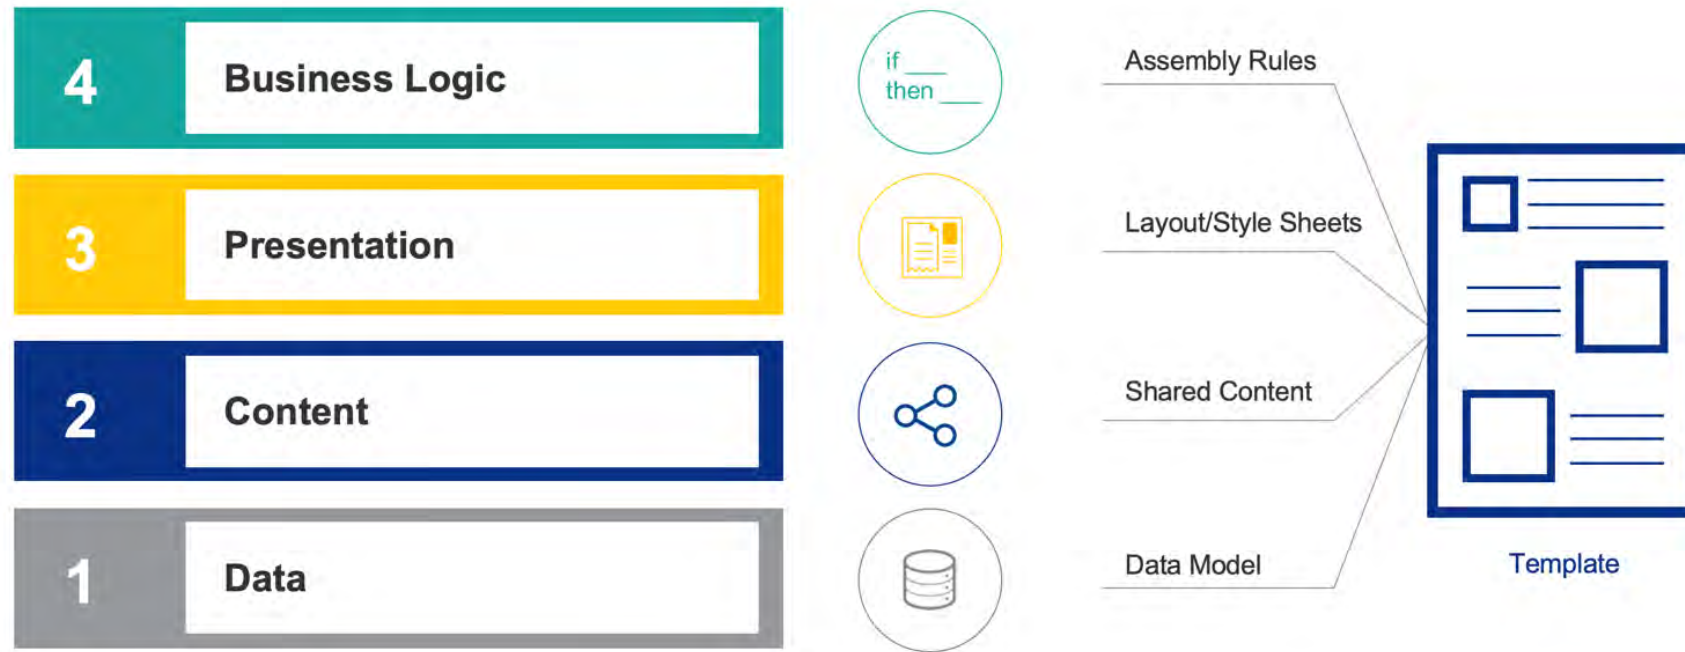 4
Business Logic
if ___
then ___
Assembly Rules
3
Presentation
Layout/Style Sheets
2
Content
Shared Content
1
Data
Data Model
Template